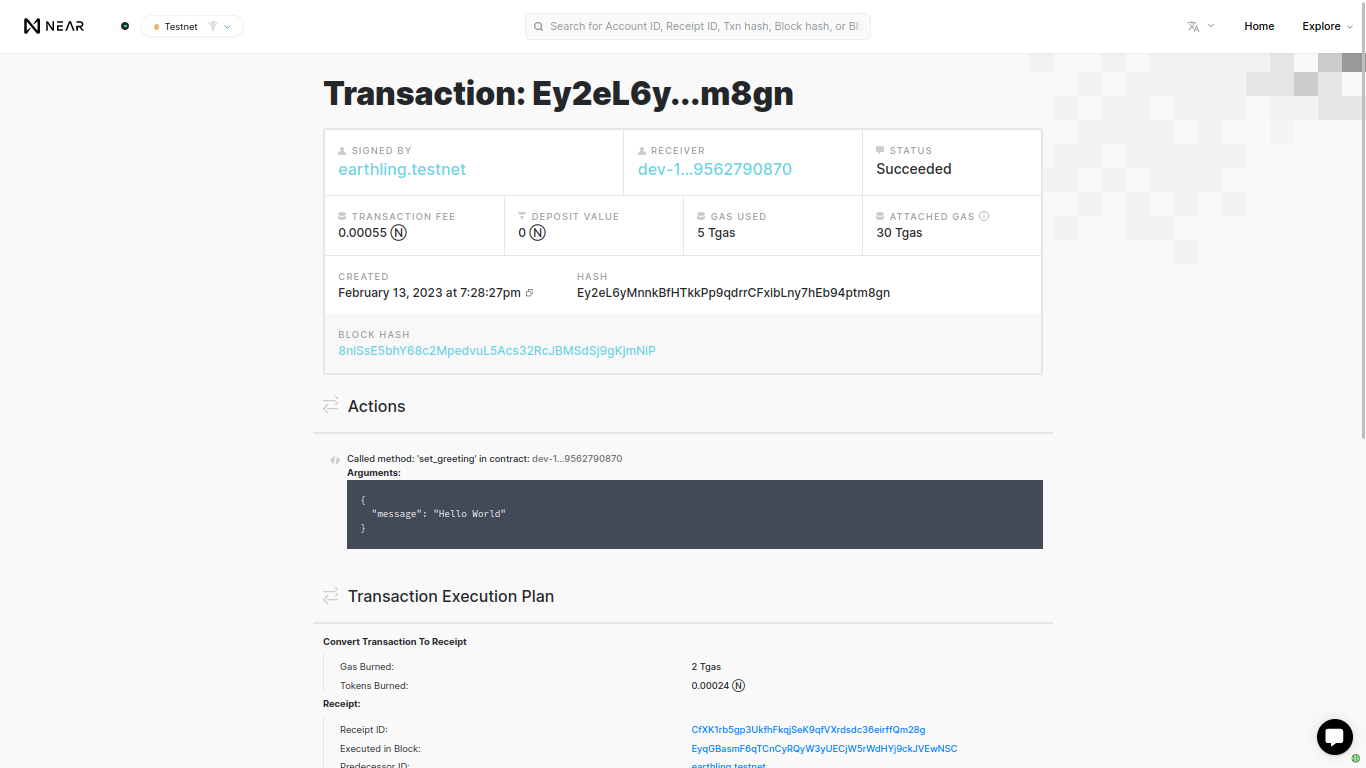 NEAR
Testnet
Search for Account ID, Receipt ID, Txn hash, Block hash, or Blo
Home
Explore
Transaction: Ey2eL6y...m8gn
SIGNED BY
earthling.testnet
RECEIVER
dev-1...9562790870
STATUS
Succeeded
TRANSACTION FEE
0.00055 Ⓝ
DEPOSIT VALUE
0 Ⓝ
GAS USED
5 Tgas
ATTACHED GAS
30 Tgas
CREATED
February 13, 2023 at 7:28:27pm
HASH
Ey2eL6yMnnkBfHTkkPp9qdrrCFxibLny7hEb94ptm8gn
BLOCK HASH
8niSsE5bhY68c2MpedvuL5Acs32RcJBMSdSj9gKjmNiP
Actions
Called method: 'set_greeting' in contract: dev-1...9562790870
Arguments:
{
"message": "Hello World"
}
Transaction Execution Plan
Convert Transaction To Receipt
Gas Burned:
2 Tgas
Tokens Burned:
0.00024 Ⓝ
Receipt:
Receipt ID:
CfXK1rb5gp3UkfhFkqjSeK9qfVXrdsdc36eirffQm28g
Executed in Block:
EyqGBasmF6qTCnCyRQyW3yUECjW5rWdHYj9ckJVEwNSC
Predecessor ID:
earthling.testnet